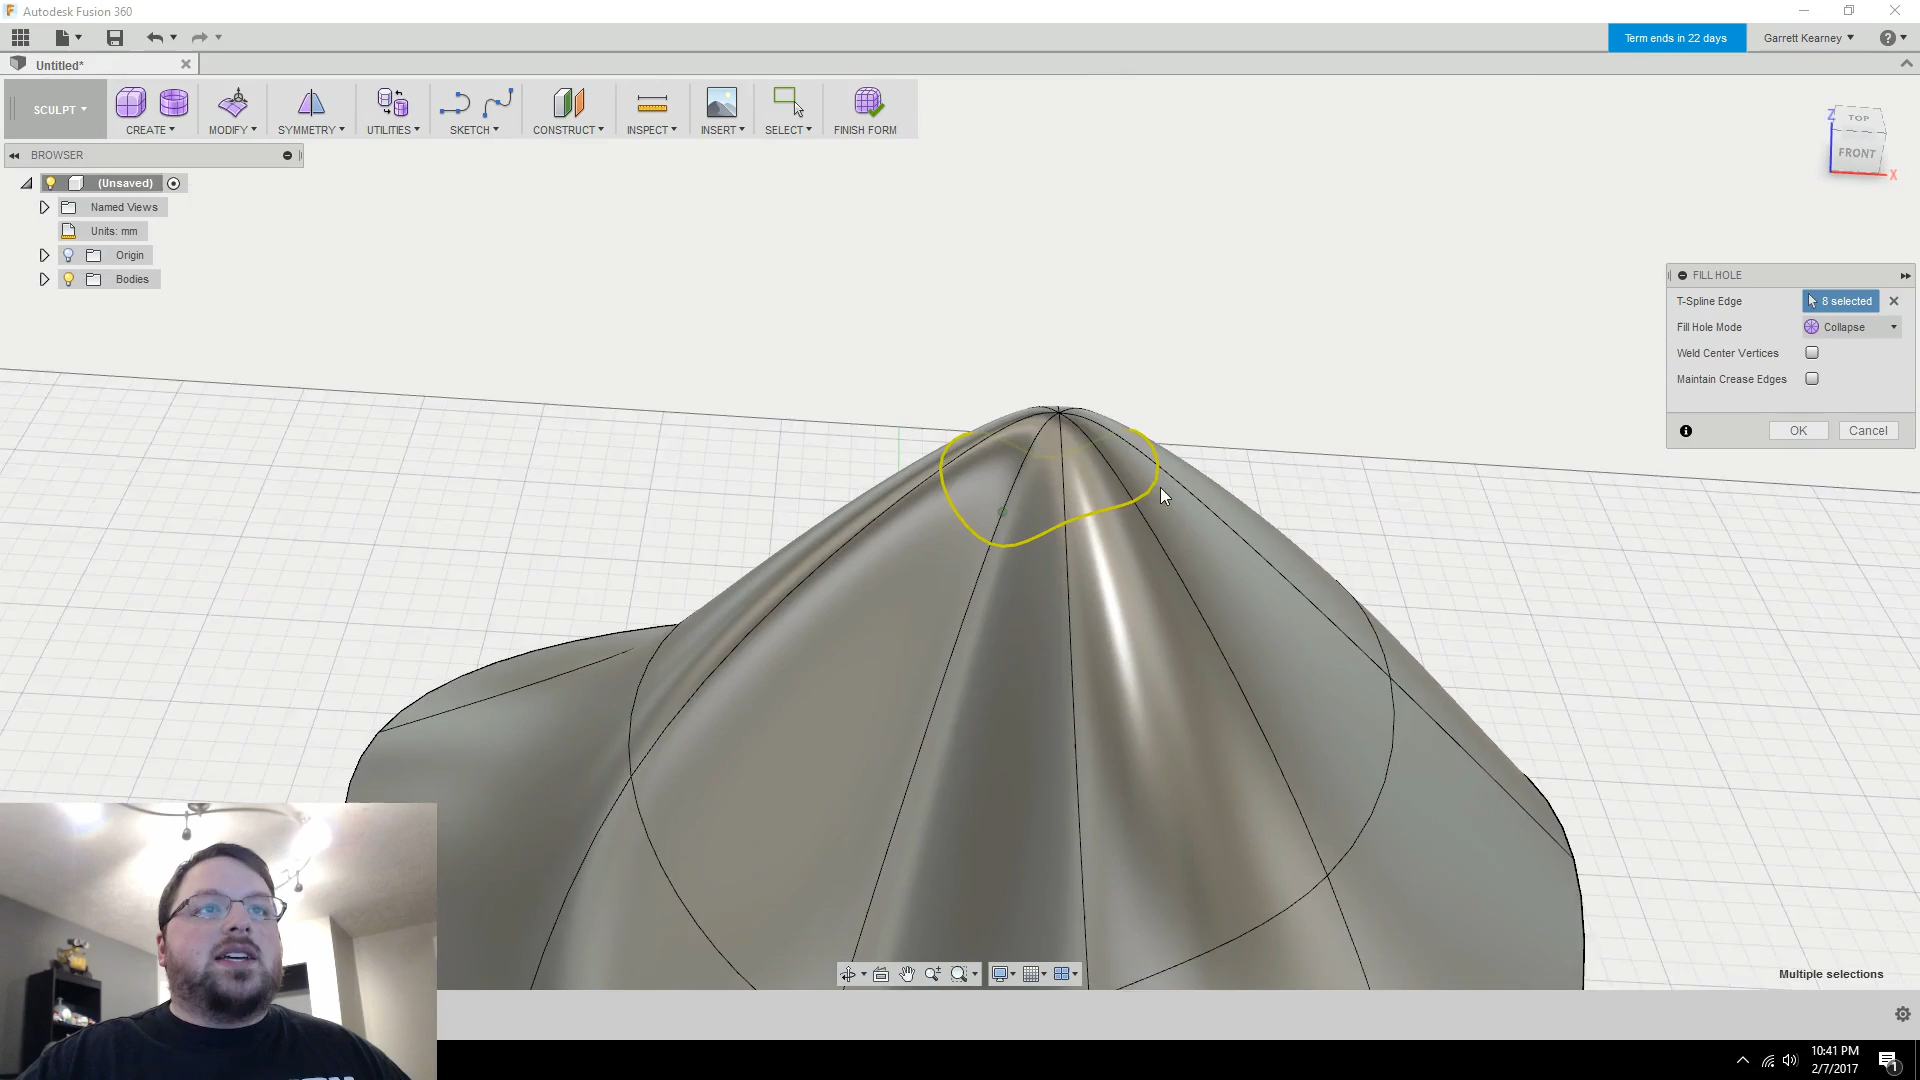 Autodesk Fusion 360
Term ends in 22 days
Garrett Kearney
Untitled*
SCULPT
CREATE
MODIFY
SYMMETRY
UTILITIES
SKETCH
CONSTRUCT
INSPECT
INSERT
SELECT
FINISH FORM
BROWSER
(Unsaved)
Named Views
Units: mm
Origin
Bodies
Z
TOP
FRONT
X
FILL HOLE
T-Spline Edge
8 selected
Fill Hole Mode
Collapse
Weld Center Vertices
Maintain Crease Edges
OK
Cancel
Multiple selections
10:41 PM
2/7/2017
1